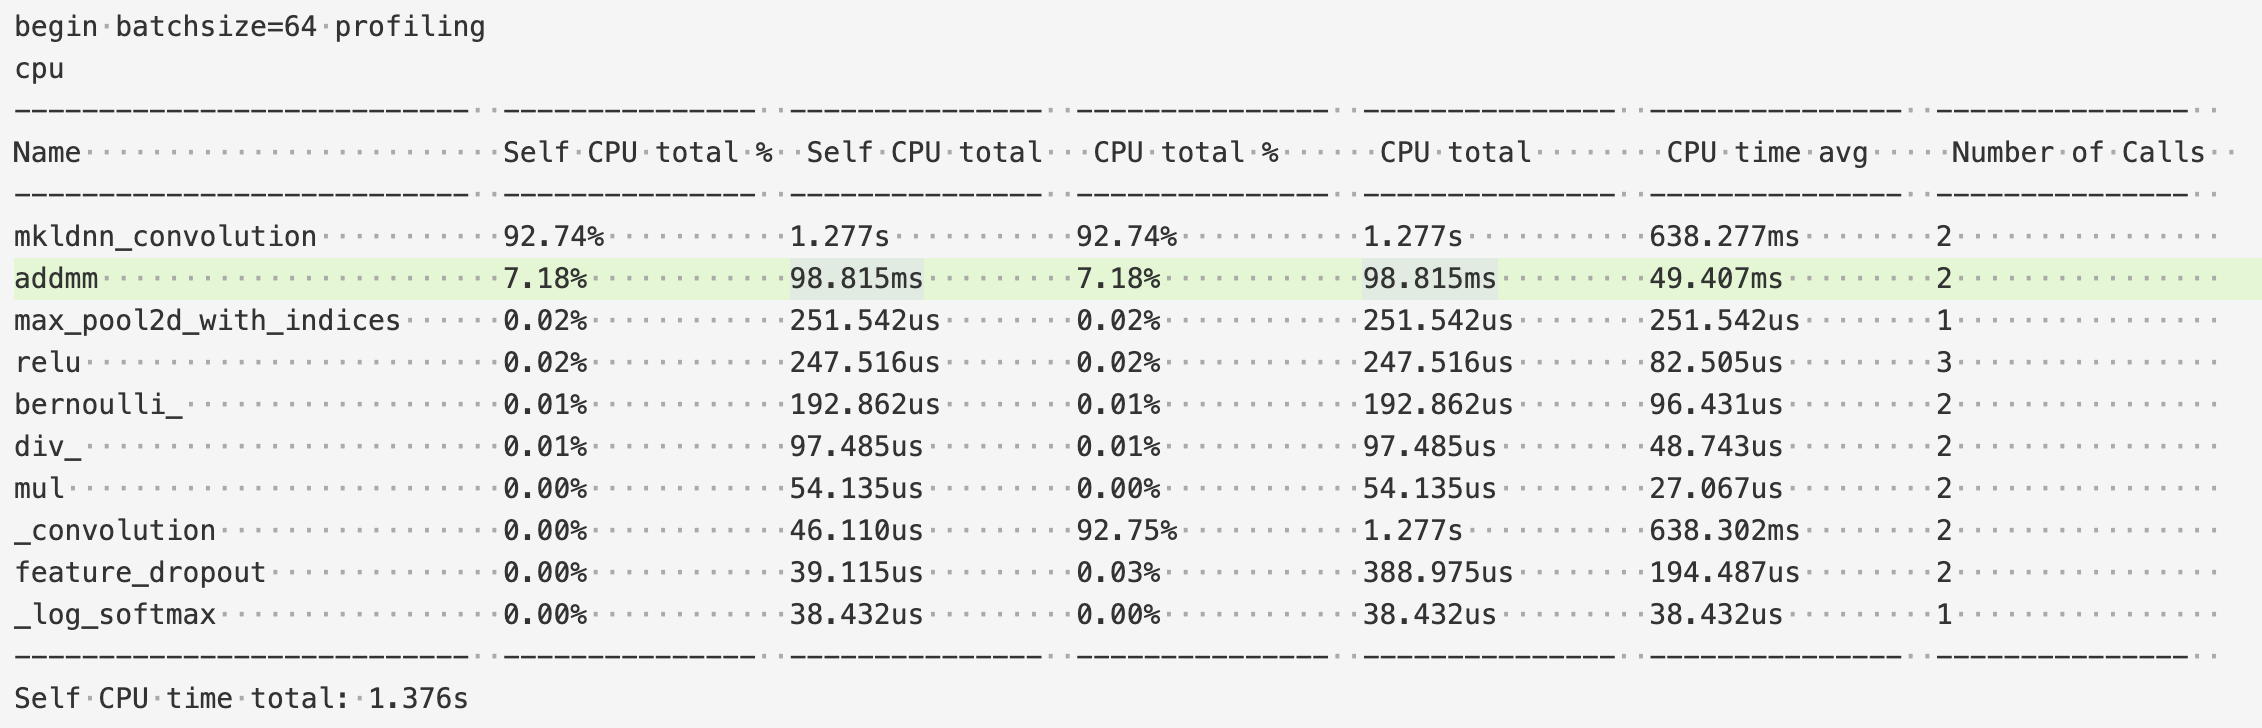 begin batchsize=64 profiling
cpu
---------------------------  ---------------  ---------------  ---------------  ---------------  ---------------  ---------------
Name                         Self CPU total %  Self CPU total   CPU total %      CPU total        CPU time avg     Number of Calls
---------------------------  ---------------  ---------------  ---------------  ---------------  ---------------  ---------------
mkldnn_convolution           92.74%           1.277s           92.74%           1.277s           638.277ms        2
addmm                        7.18%            98.815ms         7.18%            98.815ms         49.407ms         2
max_pool2d_with_indices      0.02%            251.542us        0.02%            251.542us        251.542us        1
relu                         0.02%            247.516us        0.02%            247.516us        82.505us         3
bernoulli_                   0.01%            192.862us        0.01%            192.862us        96.431us         2
div_                         0.01%            97.485us         0.01%            97.485us         48.743us         2
mul                          0.00%            54.135us         0.00%            54.135us         27.067us         2
_convolution                 0.00%            46.110us         92.75%           1.277s           638.302ms        2
feature_dropout              0.00%            39.115us         0.03%            388.975us        194.487us        2
_log_softmax                 0.00%            38.432us         0.00%            38.432us         38.432us         1
---------------------------  ---------------  ---------------  ---------------  ---------------  ---------------  ---------------
Self CPU time total: 1.376s